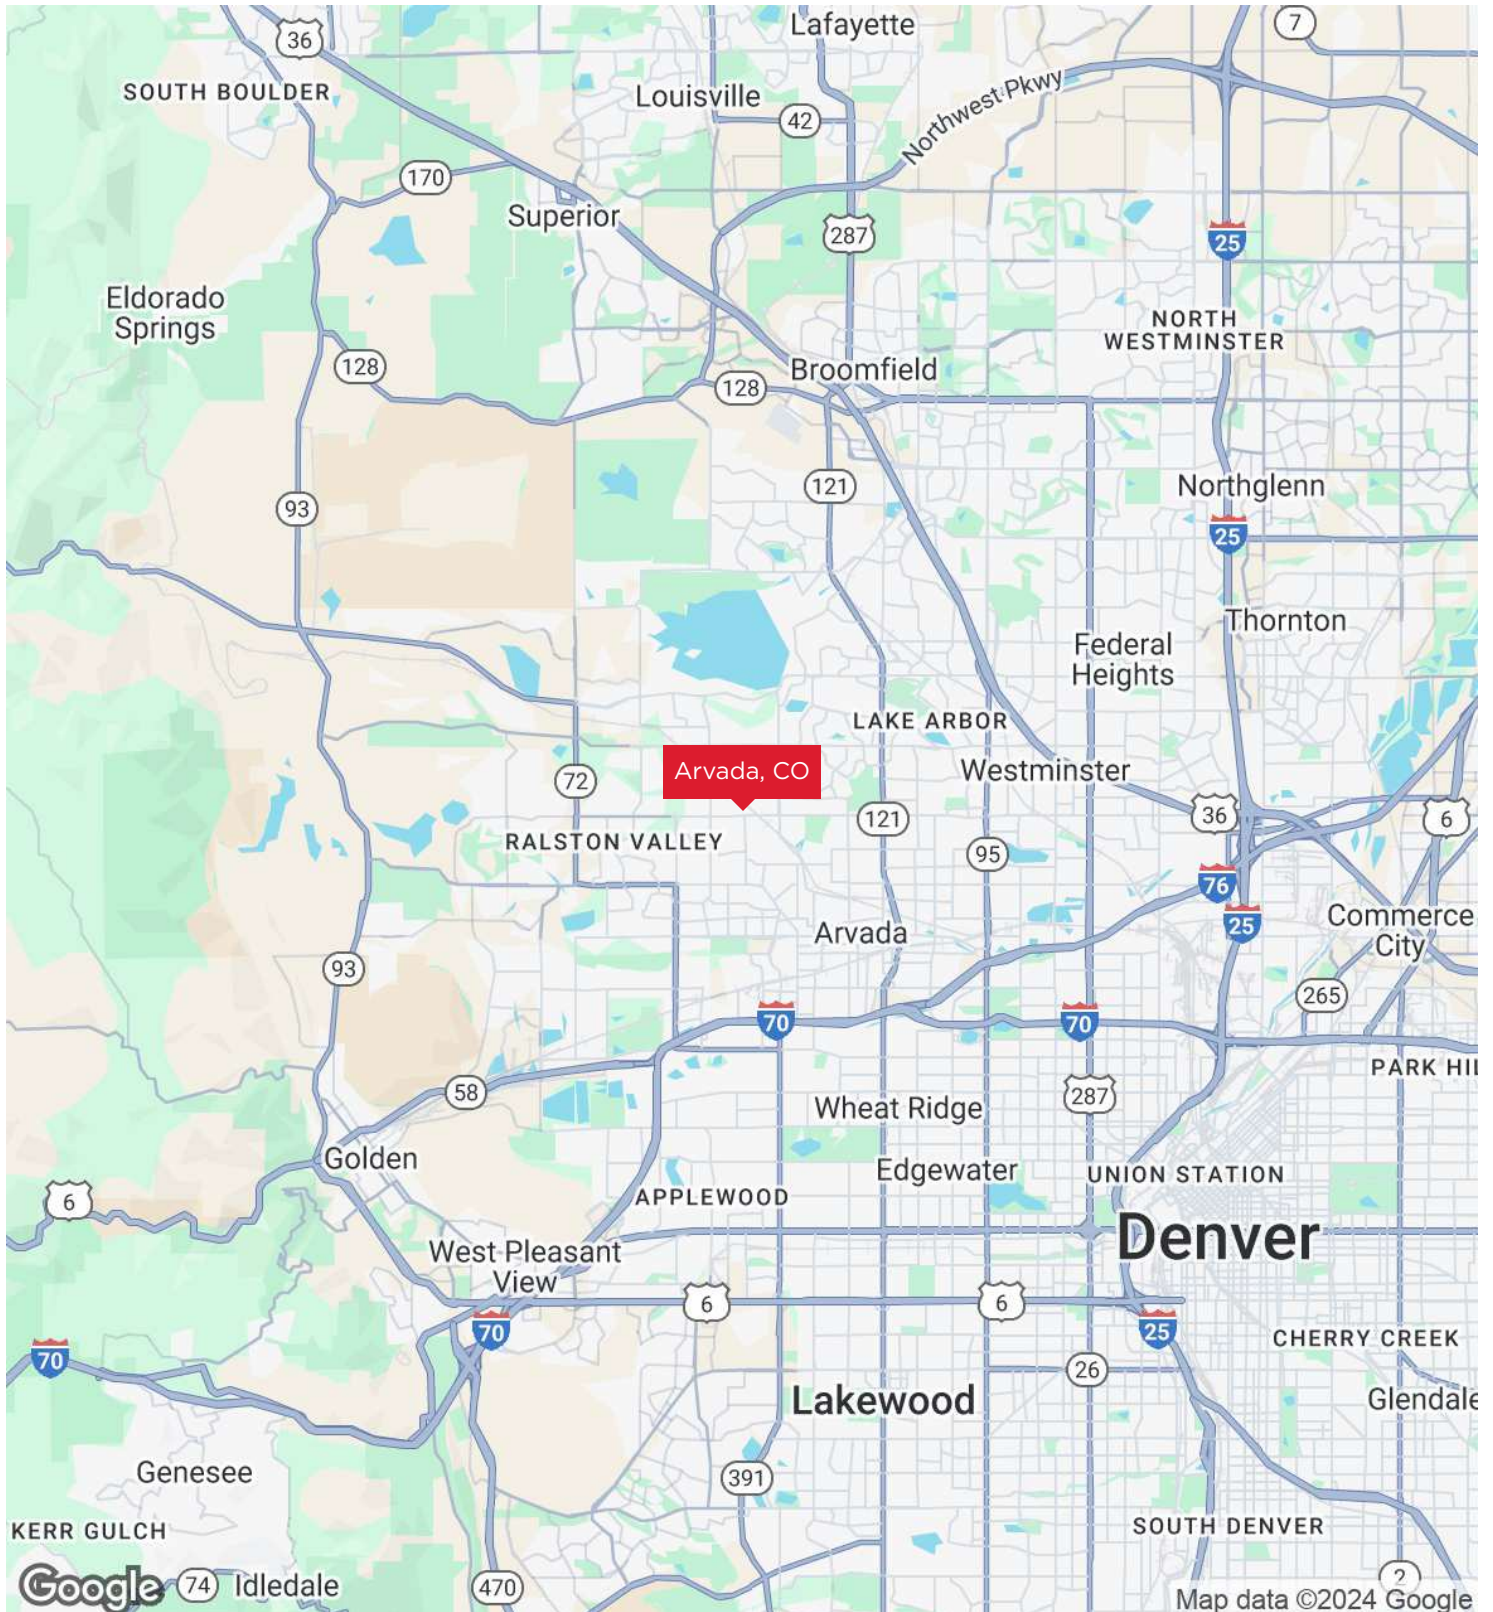 Lafayette
7
36
SOUTH BOULDER
Louisville
42
Northwest Pkwy
170
Superior
287
25
Eldorado
Springs
NORTH
WESTMINSTER
128
128
Broomfield
121
Northglenn
93
25
Thornton
Federal
Heights
LAKE ARBOR
Arvada, CO
Westminster
72
121
36
6
RALSTON VALLEY
95
76
25
Commerce
City
Arvada
93
265
70
70
PARK HIL
58
287
Wheat Ridge
Golden
Edgewater
UNION STATION
6
APPLEWOOD
Denver
West Pleasant
View
6
6
70
25
70
CHERRY CREEK
26
Lakewood
Glendale
Genesee
391
KERR GULCH
SOUTH DENVER
Google
74
Idledale
470
2
Map data ©2024 Google